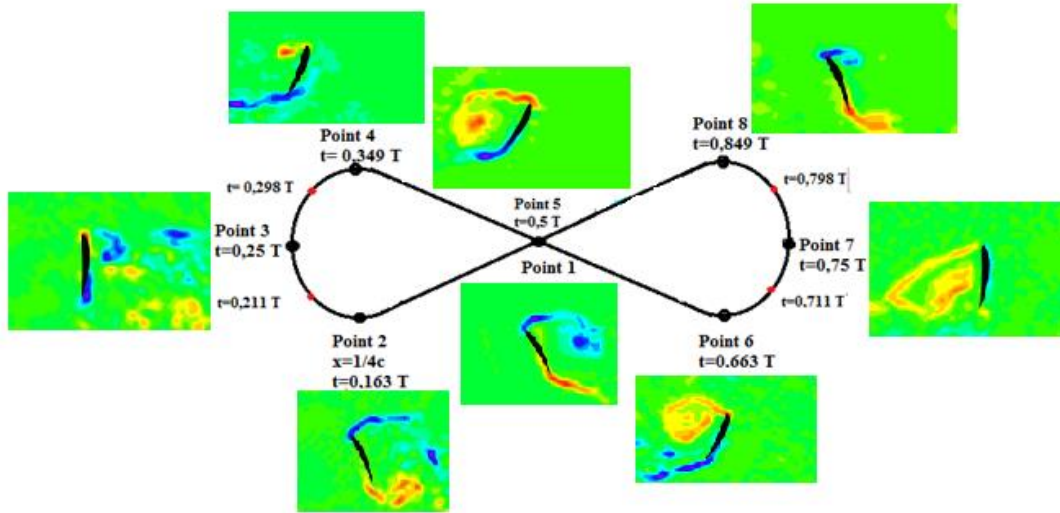 Point 4
t= 0,349 T
Point 8
t=0,849 T
t= 0,298 T
t=0,798 T
Point 5
t=0,5 T
Point 3
t=0,25 T
Point 7
t=0,75 T
Point 1
t=0,211 T
t=0,711 T
Point 2
x=1/4c
t=0,163 T
Point 6
t=0.663 T